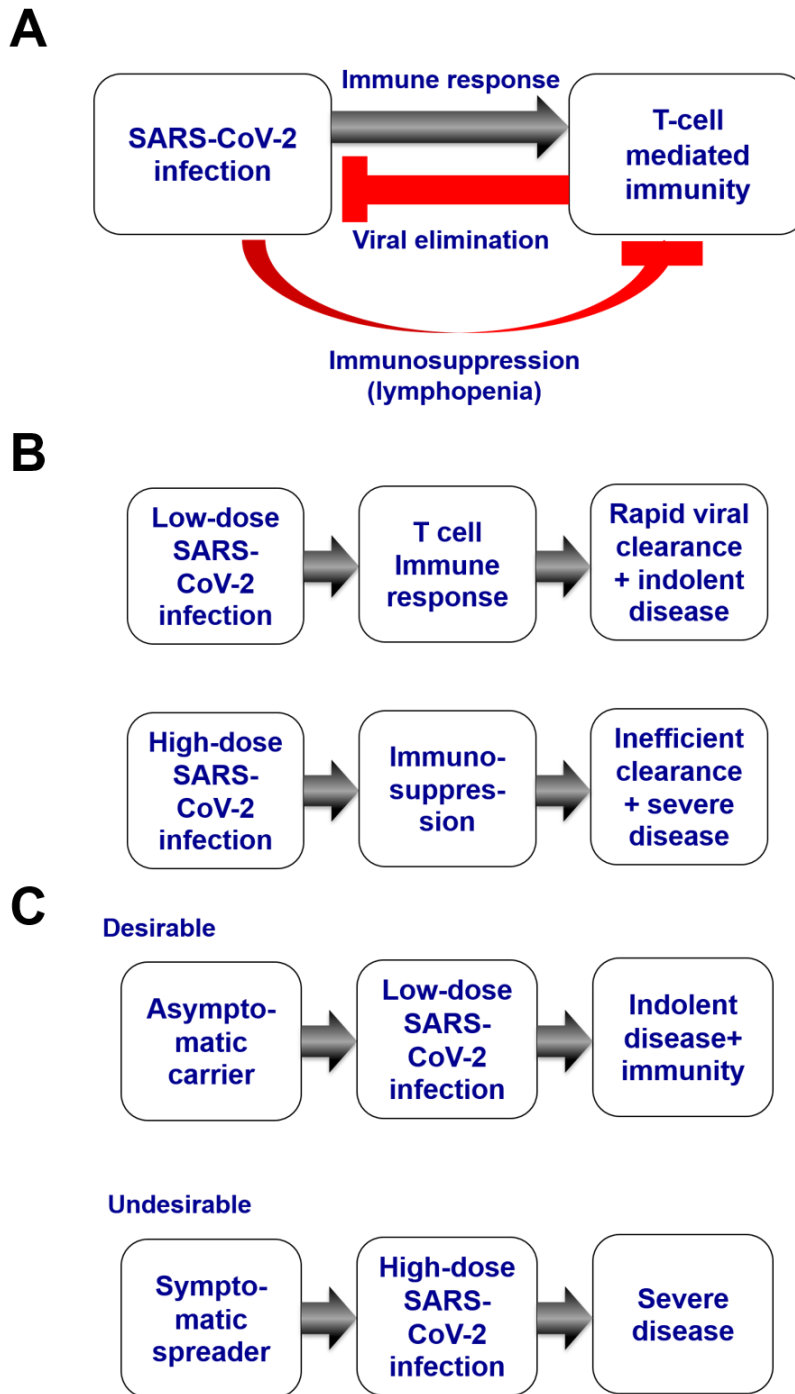 A
Immune response
SARS-CoV-2
infection
T-cell
mediated
immunity
Viral elimination
Immunosuppression
(lymphopenia)
B
Low-dose
SARS-
CoV-2
infection
T cell
Immune
response
Rapid viral
clearance
+ indolent
disease
High-dose
SARS-
CoV-2
infection
Immuno-
suppres-
sion
Inefficient
clearance
+ severe
disease
C
Desirable
Asympto-
matic
carrier
Low-dose
SARS-
CoV-2
infection
Indolent
disease+
immunity
Undesirable
Sympto-
matic
spreader
High-dose
SARS-
CoV-2
infection
Severe
disease